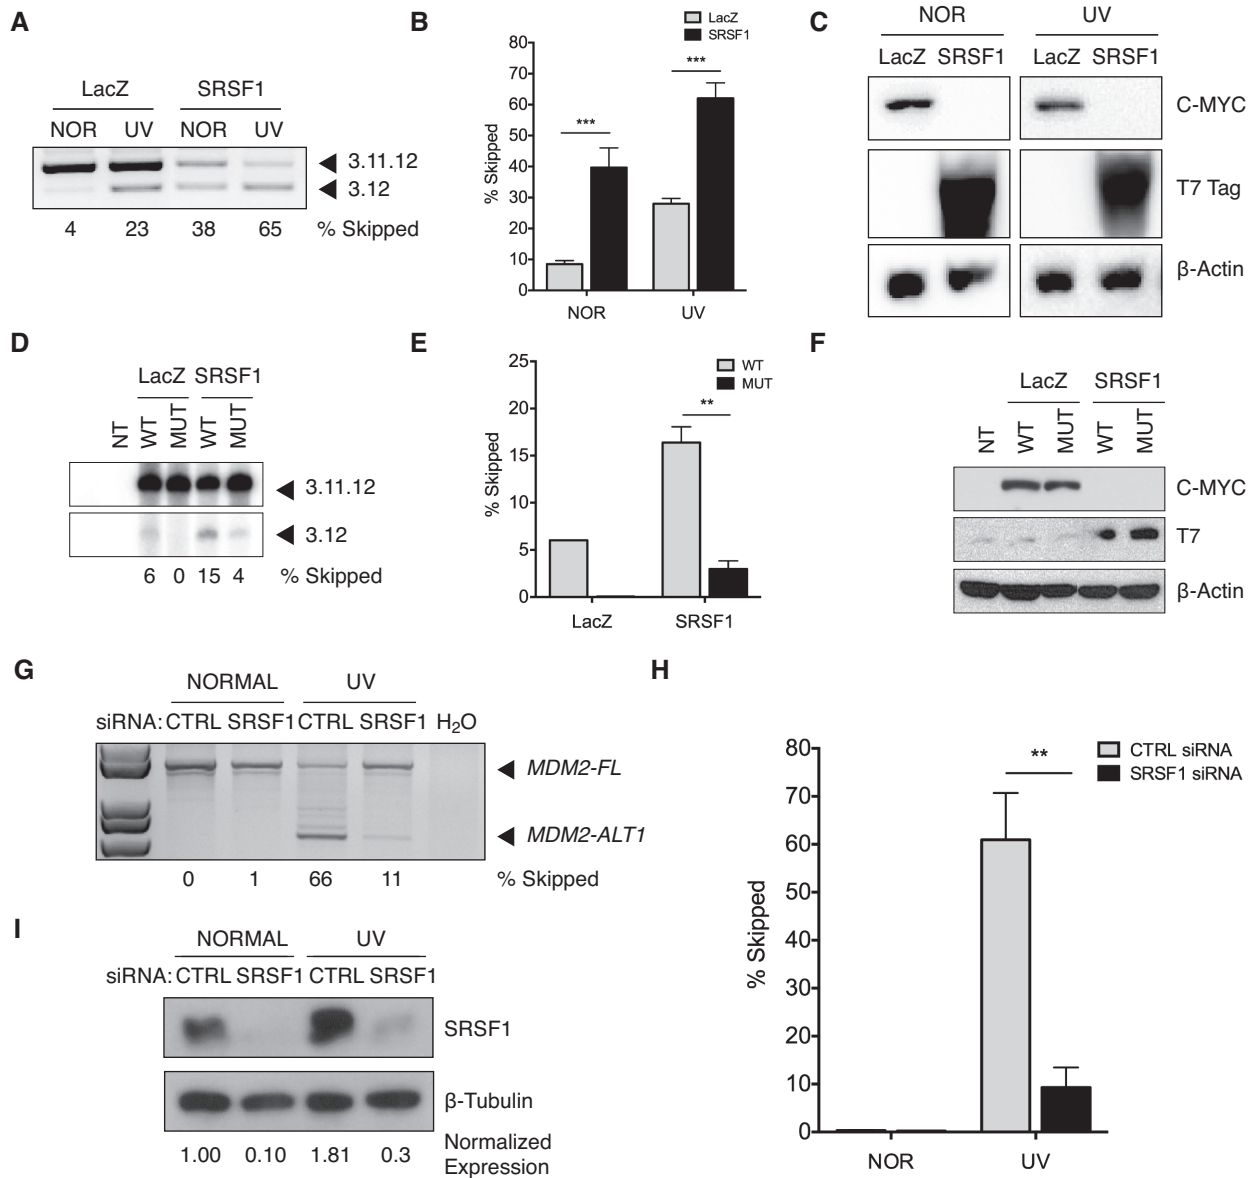 A
LacZ SRSF1
NOR UV NOR UV
3.11.12
3.12
4 23 38 65 % Skipped
B
LacZ
SRSF1
***
***
% Skipped
80
70
60
50
40
30
20
10
0
NOR UV
C
NOR UV
LacZ SRSF1 LacZ SRSF1
C-MYC
T7 Tag
β-Actin
D
LacZ SRSF1
NT WT MUT WT MUT
3.11.12
3.12
6 0 15 4 % Skipped
E
WT
MUT
**
% Skipped
25
20
15
10
5
0
LacZ SRSF1
F
LacZ SRSF1
NT WT MUT WT MUT
C-MYC
T7
β-Actin
G
NORMAL UV
siRNA: CTRL SRSF1 CTRL SRSF1 H2O
MDM2-FL
MDM2-ALT1
0 1 66 11 % Skipped
H
CTRL siRNA
SRSF1 siRNA
**
% Skipped
80
70
60
50
40
30
20
10
0
NOR UV
I
NORMAL UV
siRNA: CTRL SRSF1 CTRL SRSF1
SRSF1
β-Tubulin
1.00 0.10 1.81 0.3 Normalized
Expression